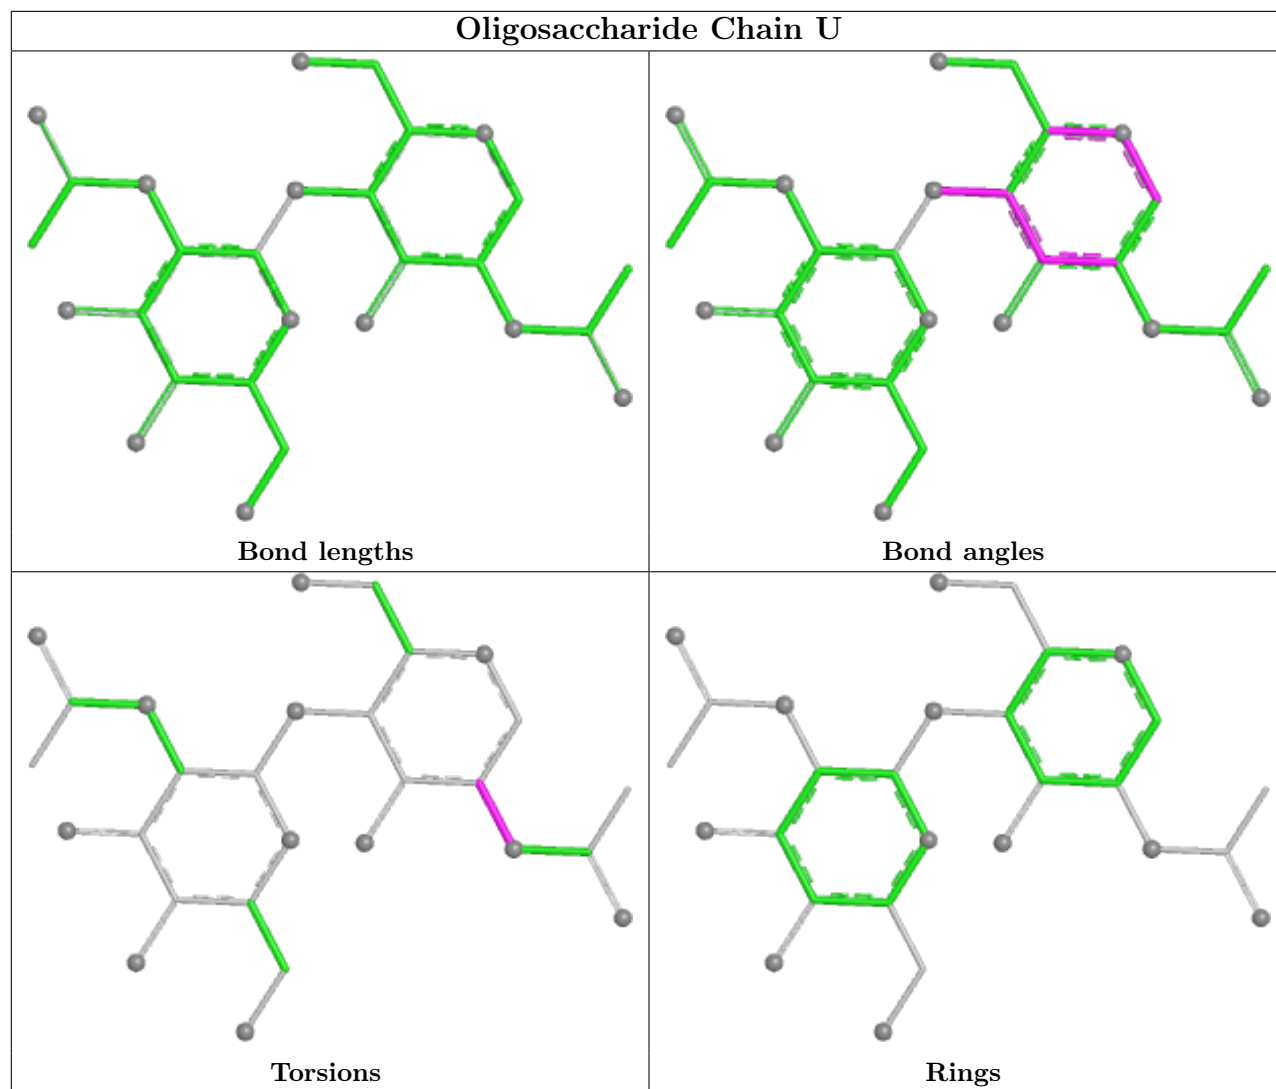 Oligosaccharide Chain U
Bond lengths
Bond angles
Torsions
Rings